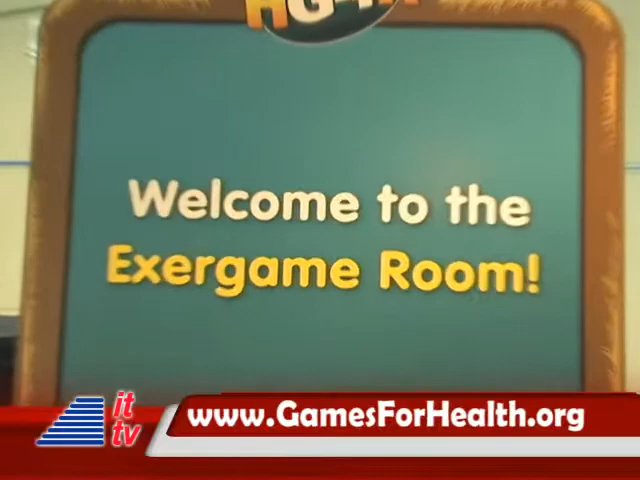 Welcome to the
Exergame Room!
it
tv
www.GamesForHealth.org